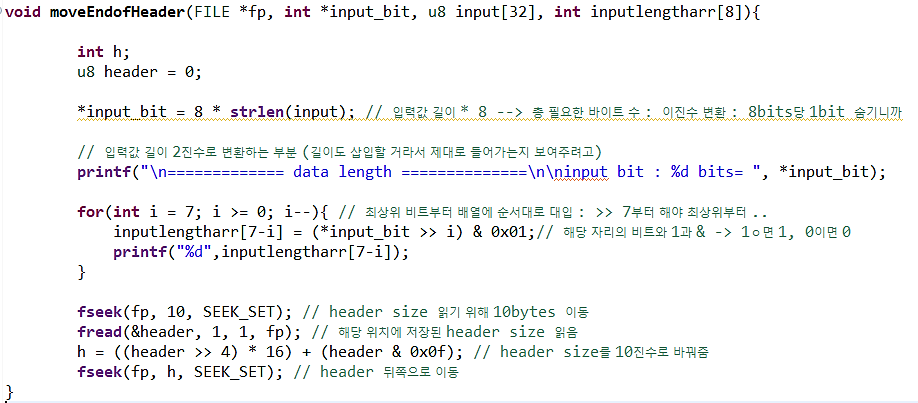 void moveEndofHeader(FILE *fp, int *input_bit, u8 input[32], int inputlengtharr[8]){
int h;
u8 header = 0;
*input_bit = 8 * strlen(input); // 입력값 길이 * 8 --> 총 필요한 바이트 수 : 이진수 변환 : 8bits당 1bit 숨기니까
// 입력값 길이 2진수로 변환하는 부분 (길이도 삽입할 거라서 제대로 들어가는지 보여주려고)
printf("\n============= data length ==============\n\ninput bit : %d bits= ", *input_bit);
for(int i = 7; i >= 0; i--){ // 최상위 비트부터 배열에 순서대로 대입 : >> 7부터 해야 최상위부터 ..
inputlengtharr[7-i] = (*input_bit >> i) & 0x01;// 해당 자리의 비트와 1과 & -> 1ㅇ면 1, 0이면 0
printf("%d",inputlengtharr[7-i]);
}
fseek(fp, 10, SEEK_SET); // header size 읽기 위해 10bytes 이동
fread(&header, 1, 1, fp); // 해당 위치에 저장된 header size 읽음
h = ((header >> 4) * 16) + (header & 0x0f); // header size를 10진수로 바꿔줌
fseek(fp, h, SEEK_SET); // header 뒤쪽으로 이동
}